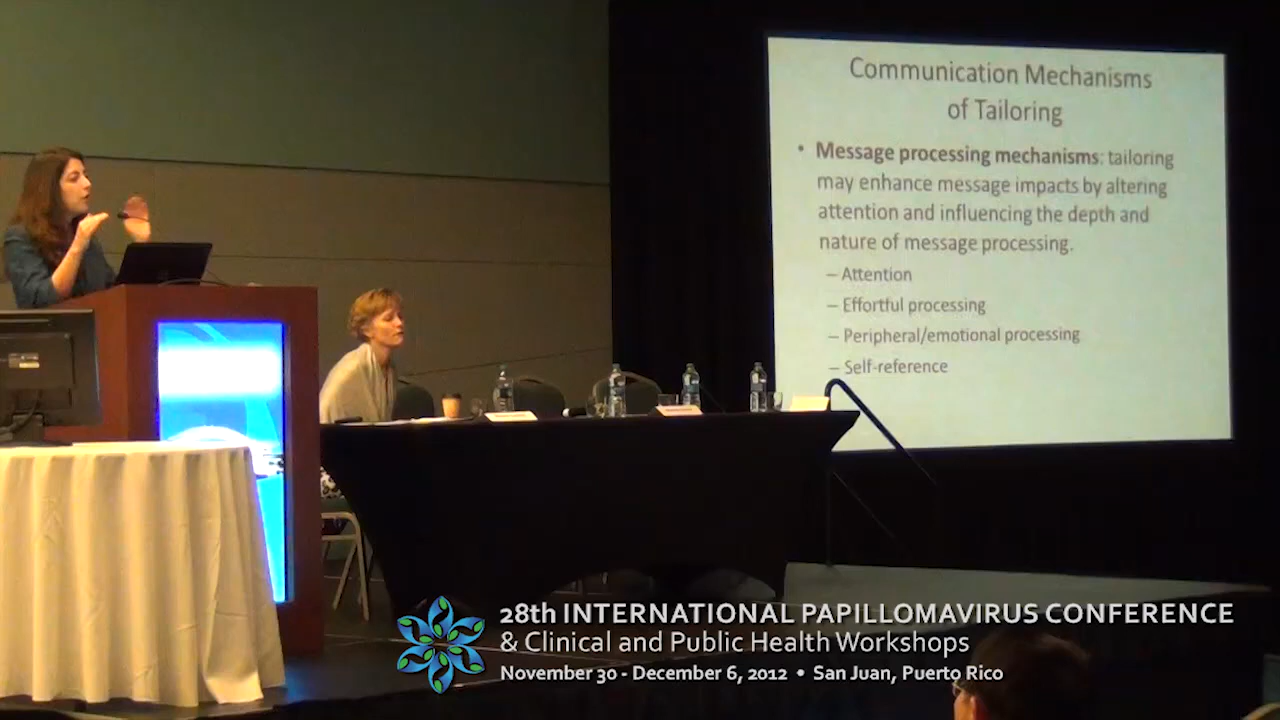 Communication Mechanisms
of Tailoring
• Message processing mechanisms: tailoring
may enhance message impacts by altering
attention and influencing the depth and
nature of message processing.
– Attention
– Effortful processing
– Peripheral/emotional processing
– Self-reference
28th INTERNATIONAL PAPILLOMAVIRUS CONFERENCE
& Clinical and Public Health Workshops
November 30 - December 6, 2012 • San Juan, Puerto Rico